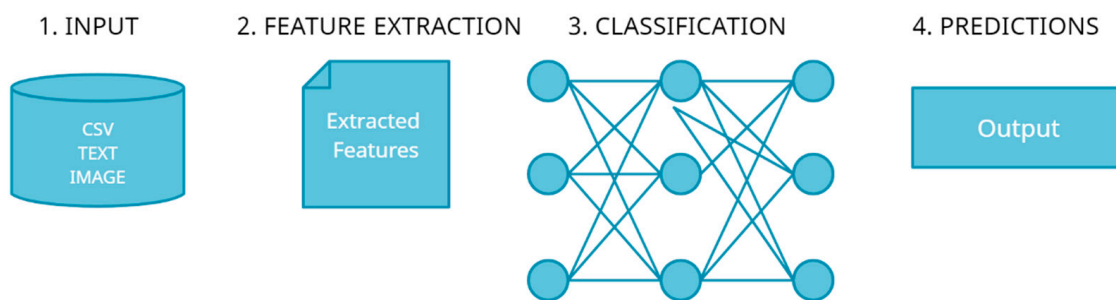 1. INPUT
2. FEATURE EXTRACTION
3. CLASSIFICATION
4. PREDICTIONS
CSV
TEXT
IMAGE
Extracted
Features
Output